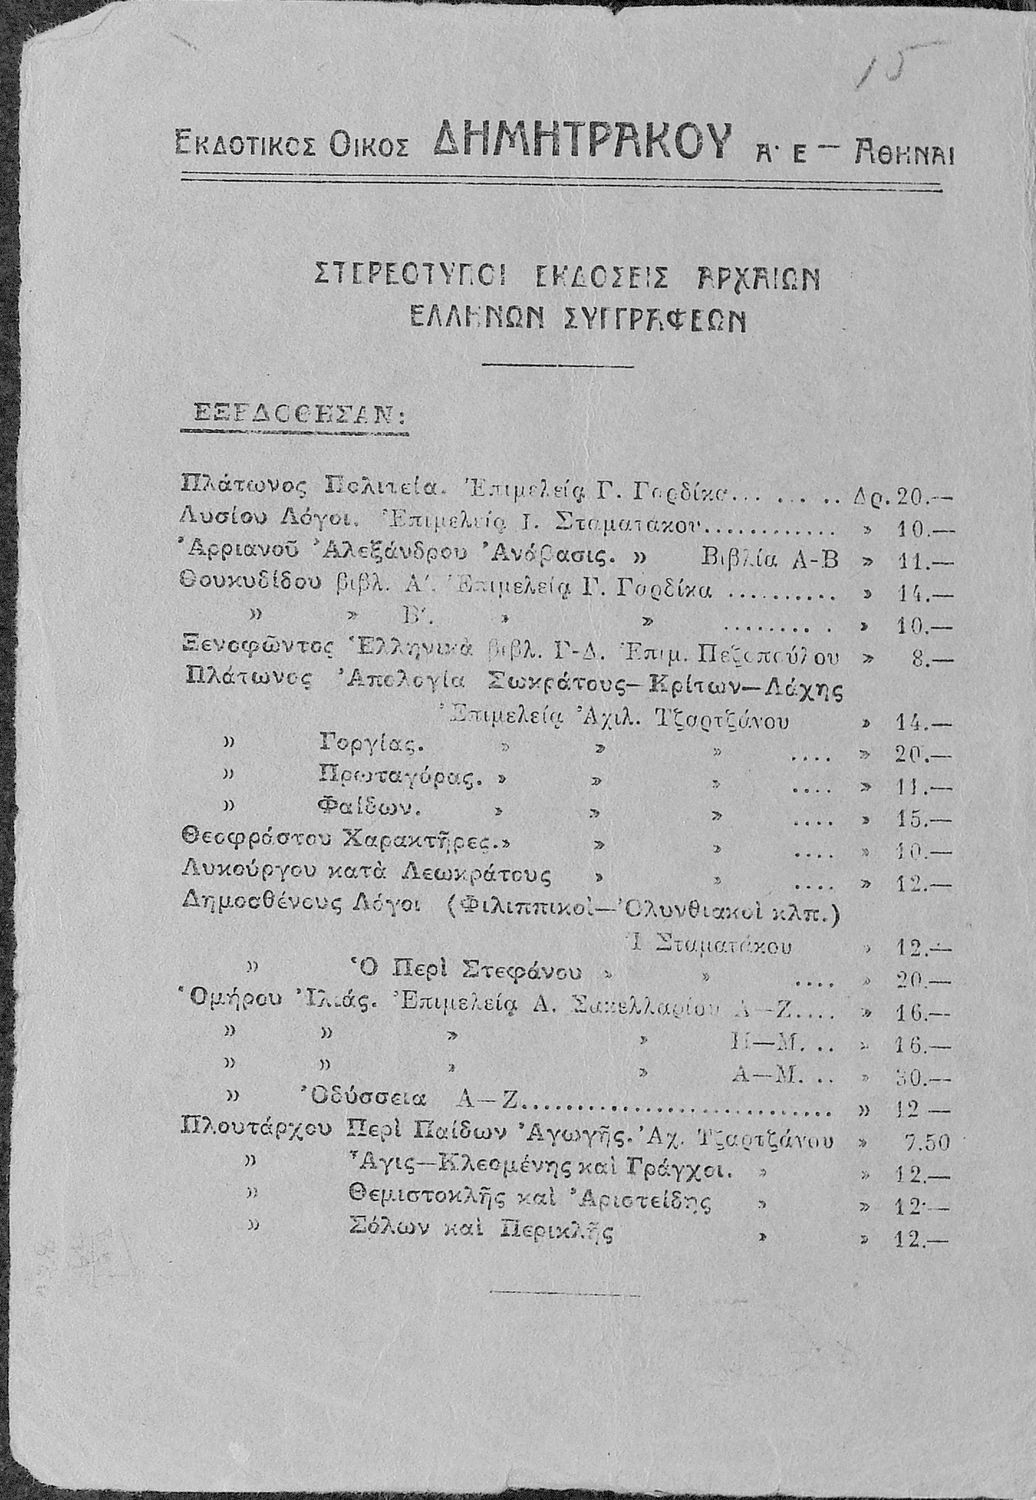 15
ΕΚΔΟΤΙΚΟΣ ΟΙΚΟΣ ΔΗΜΗΤΡΑΚΟΥ Α· Ε — ΑΘΗΝΑΙ
ΣΤΕΡΕΟΤΥΠΟΙ ΕΚΔΟΣΕΙΣ ΑΡΧΑΙΩΝ
ΕΛΛΗΝΩΝ ΣΥΓΓΡΑΦΕΩΝ
ΕΞΕΔΟΘΗΣΑΝ:
Πλάτωνος Πολιτεία. Ἐπιμελείᾳ Γ. Γαρδίκα... ... .. Δρ. 20.—
Λυσίου Λόγοι. Ἐπιμελείᾳ Ι. Σταματάκου............ » 10.—
Ἀρριανοῦ Ἀλεξάνδρου Ἀνάβασις. » Βιβλία Α-Β » 11.—
Θουκυδίδου βιβλ. Α΄. Ἐπιμελείᾳ Γ. Γαρδίκα .......... » 14.—
» » Β΄. » » ......... . » 10.—
Ξενοφῶντος Ἑλληνικὰ βιβλ. Γ-Δ. Ἐπιμ. Πεζοπούλου » 8.—
Πλάτωνος Ἀπολογία Σωκράτους—Κρίτων—Λάχης
Ἐπιμελείᾳ Ἀχιλ. Τζαρτζάνου » 14.—
» Γοργίας. » » » .... » 20.—
» Πρωταγόρας. » » » .... » 11.—
» Φαίδων. » » » .... » 15.—
Θεοφράστου Χαρακτῆρες.» » » .... » 10.—
Λυκούργου κατὰ Λεωκράτους » » .... » 12.—
Δημοσθένους Λόγοι (Φιλιππικοὶ—Ὀλυνθιακοὶ κλπ.)
Ἰ Σταματάκου » 12.—
» Ὁ Περὶ Στεφάνου » » .... » 20.—
Ὁμήρου Ἰλιάς. Ἐπιμελείᾳ Α. Σακελλαρίου Α—Ζ.... » 16.—
» » » » Η—Μ. .. » 16.—
» » » » Α—Μ. .. » 30.—
» Ὀδύσσεια Α—Ζ.............................. » 12 —
Πλουτάρχου Περὶ Παίδων Ἀγωγῆς. Ἀχ. Τζαρτζάνου » 7.50
» Ἆγις—Κλεομένης καὶ Γράγχοι. » » 12.—
» Θεμιστοκλῆς καὶ Ἀριστείδης » » 12·—
» Σόλων καὶ Περικλῆς » » 12.—